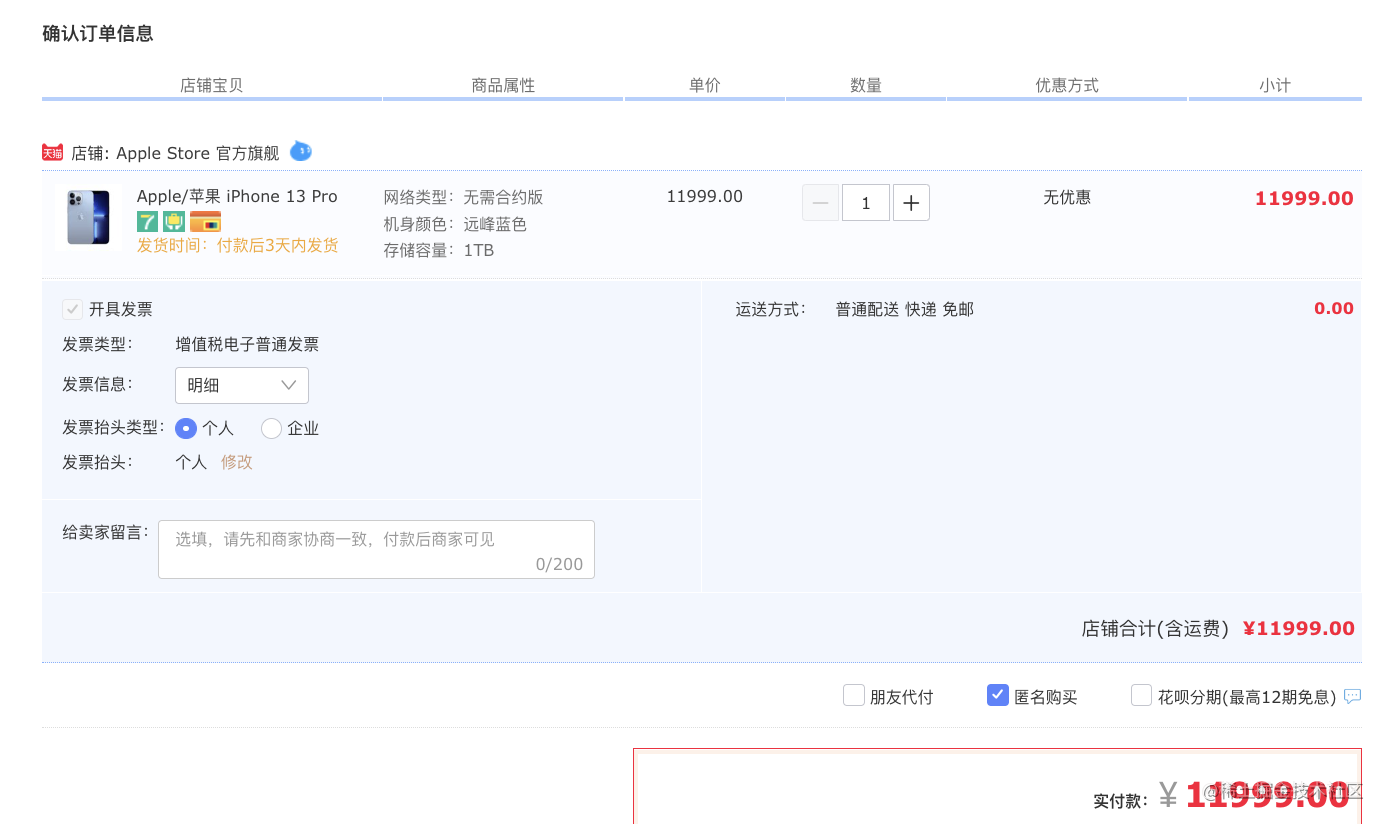 确认订单信息
店铺宝贝 商品属性 单价 数量 优惠方式 小计
天猫 店铺: Apple Store 官方旗舰
Apple/苹果 iPhone 13 Pro 网络类型: 无需合约版 11999.00 — 1 + 无优惠 11999.00
7 机身颜色: 远峰蓝色
发货时间: 付款后3天内发货 存储容量: 1TB
开具发票 运送方式: 普通配送 快递 免邮 0.00
发票类型: 增值税电子普通发票
发票信息: 明细
发票抬头类型: 个人 企业
发票抬头: 个人 修改
给卖家留言: 选填, 请先和商家协商一致, 付款后商家可见
0/200
店铺合计(含运费) ¥11999.00
朋友代付 匿名购买 花呗分期(最高12期免息)
实付款: ¥ 11999.00
@稀土掘金技术社区